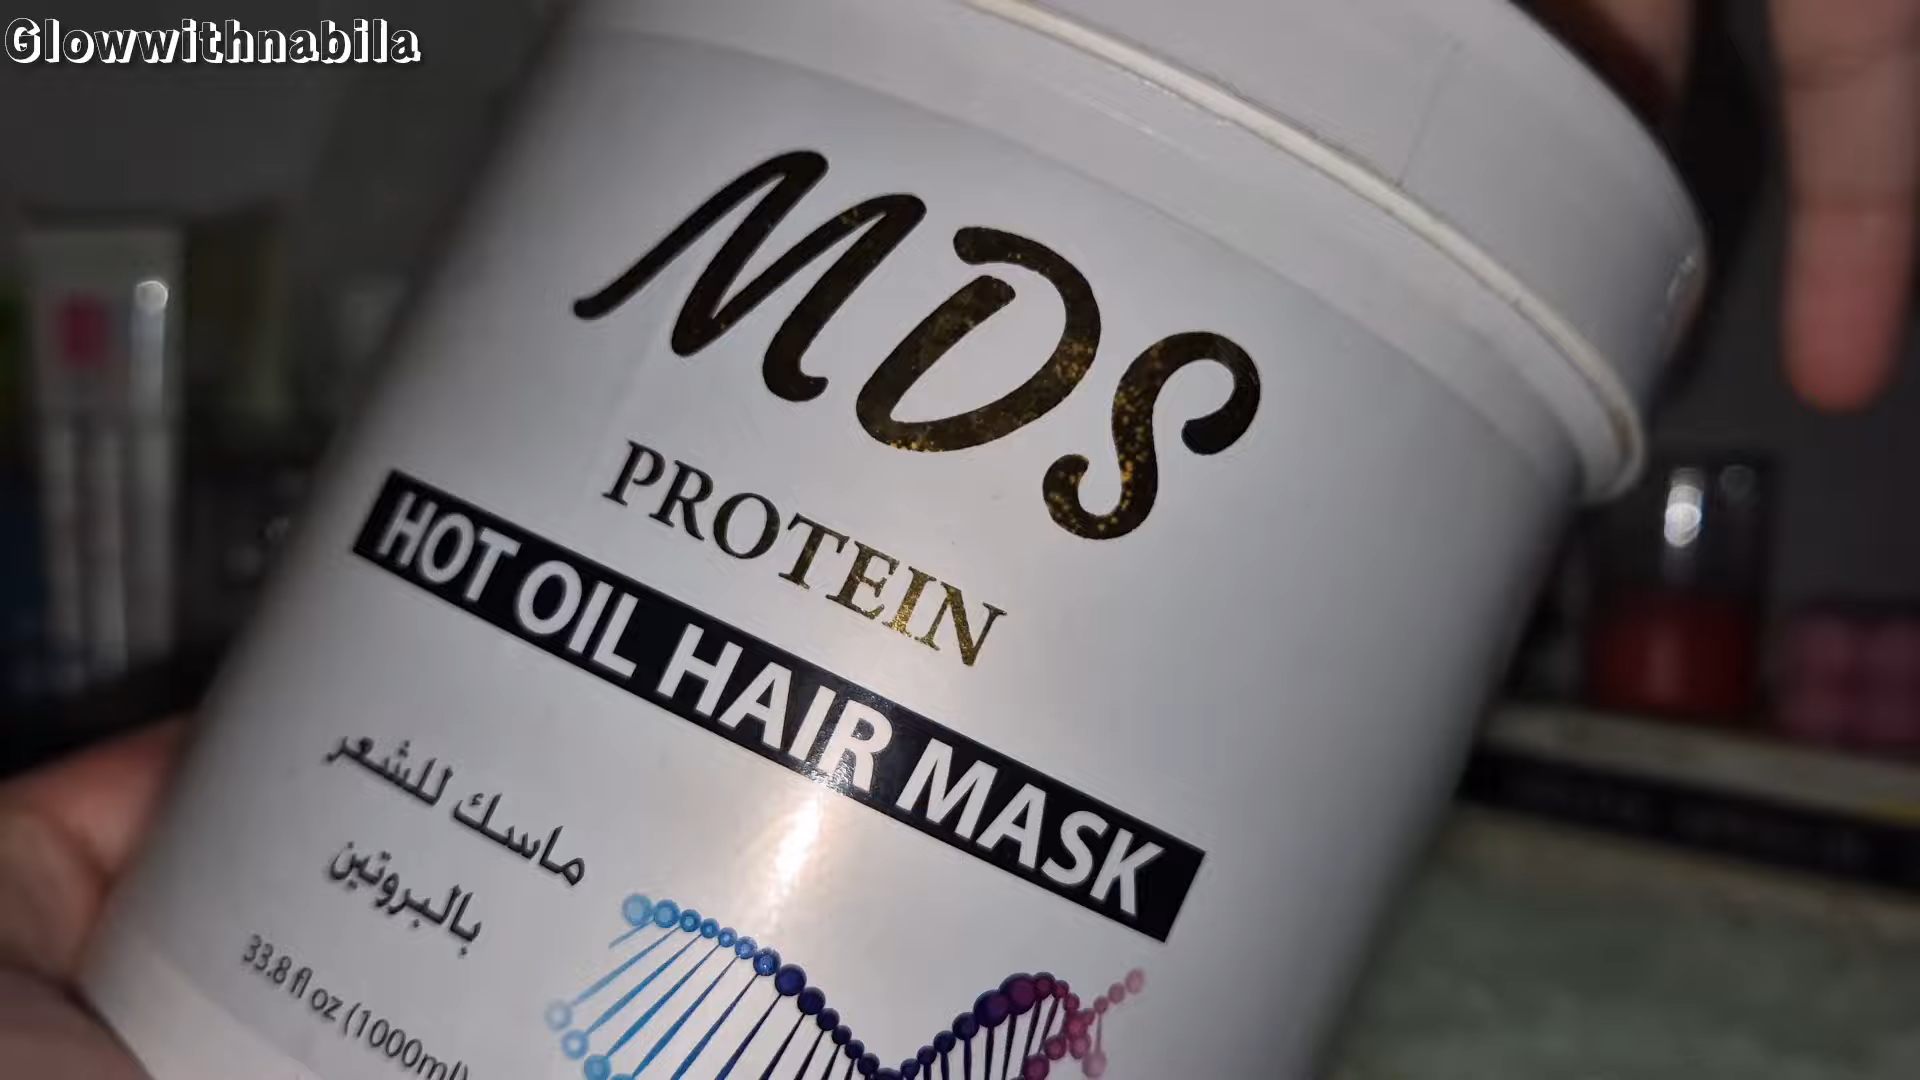 Glowwithnabila
MDS
PROTEIN
HOT OIL HAIR MASK
ماسك للشعر
بالبروتين
33.8 fl oz (1000ml)